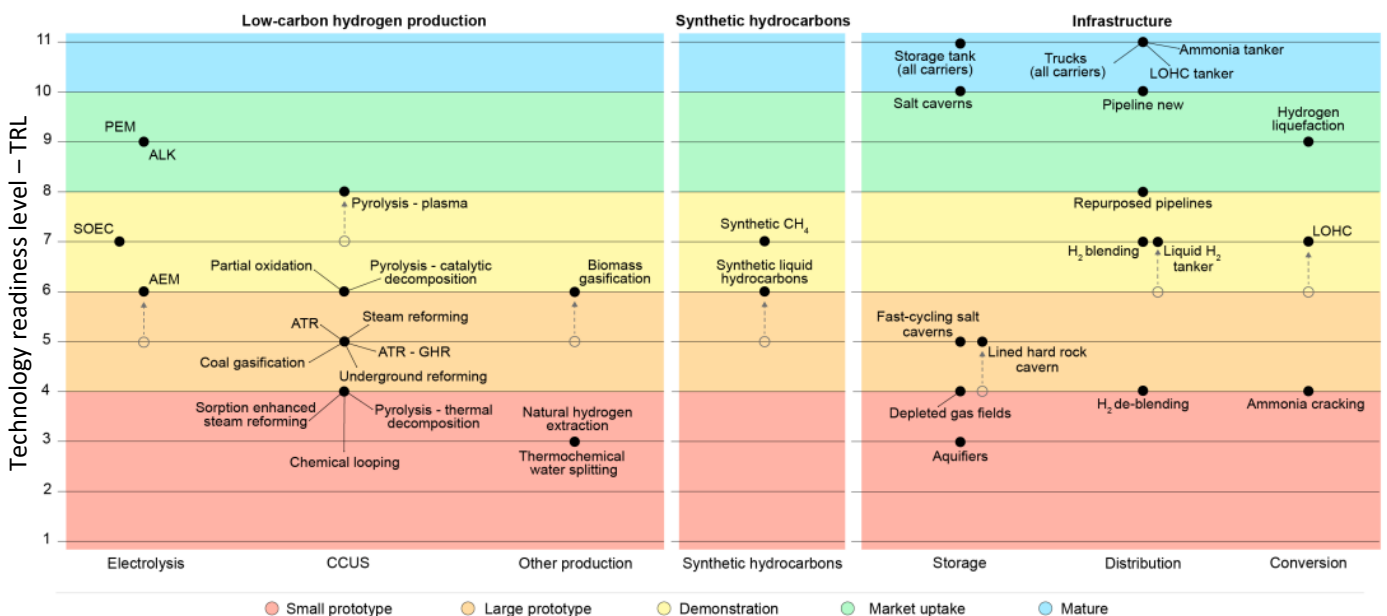 Low-carbon hydrogen production
Synthetic hydrocarbons
Infrastructure
Technology readiness level – TRL
11
10
9
8
7
6
5
4
3
2
1
PEM
ALK
SOEC
AEM
Pyrolysis - plasma
Partial oxidation
Pyrolysis - catalytic
decomposition
ATR
Steam reforming
Coal gasification
ATR - GHR
Underground reforming
Sorption enhanced
steam reforming
Pyrolysis - thermal
decomposition
Chemical looping
Biomass
gasification
Natural hydrogen
extraction
Thermochemical
water splitting
Synthetic CH4
Synthetic liquid
hydrocarbons
Storage tank
(all carriers)
Salt caverns
Fast-cycling salt
caverns
Lined hard rock
cavern
Depleted gas fields
Aquifiers
Trucks
(all carriers)
Ammonia tanker
LOHC tanker
Pipeline new
Repurposed pipelines
H2 blending
Liquid H2
tanker
H2 de-blending
Hydrogen
liquefaction
LOHC
Ammonia cracking
Electrolysis
CCUS
Other production
Synthetic hydrocarbons
Storage
Distribution
Conversion
Small prototype
Large prototype
Demonstration
Market uptake
Mature